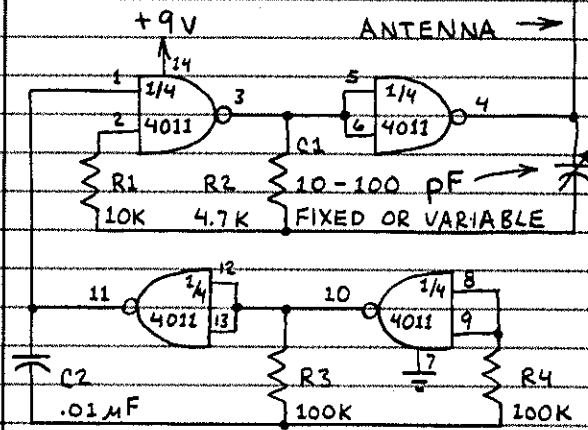 +9V
ANTENNA
14
1
1/4
3
5
1/4
4
2
4011
6
4011
C1
R1
R2
10-100 pF
10K
4.7K
FIXED OR VARIABLE
12
8
11
1/4
10
1/4
9
4011
13
4011
7
C2
R3
R4
.01µF
100K
100K